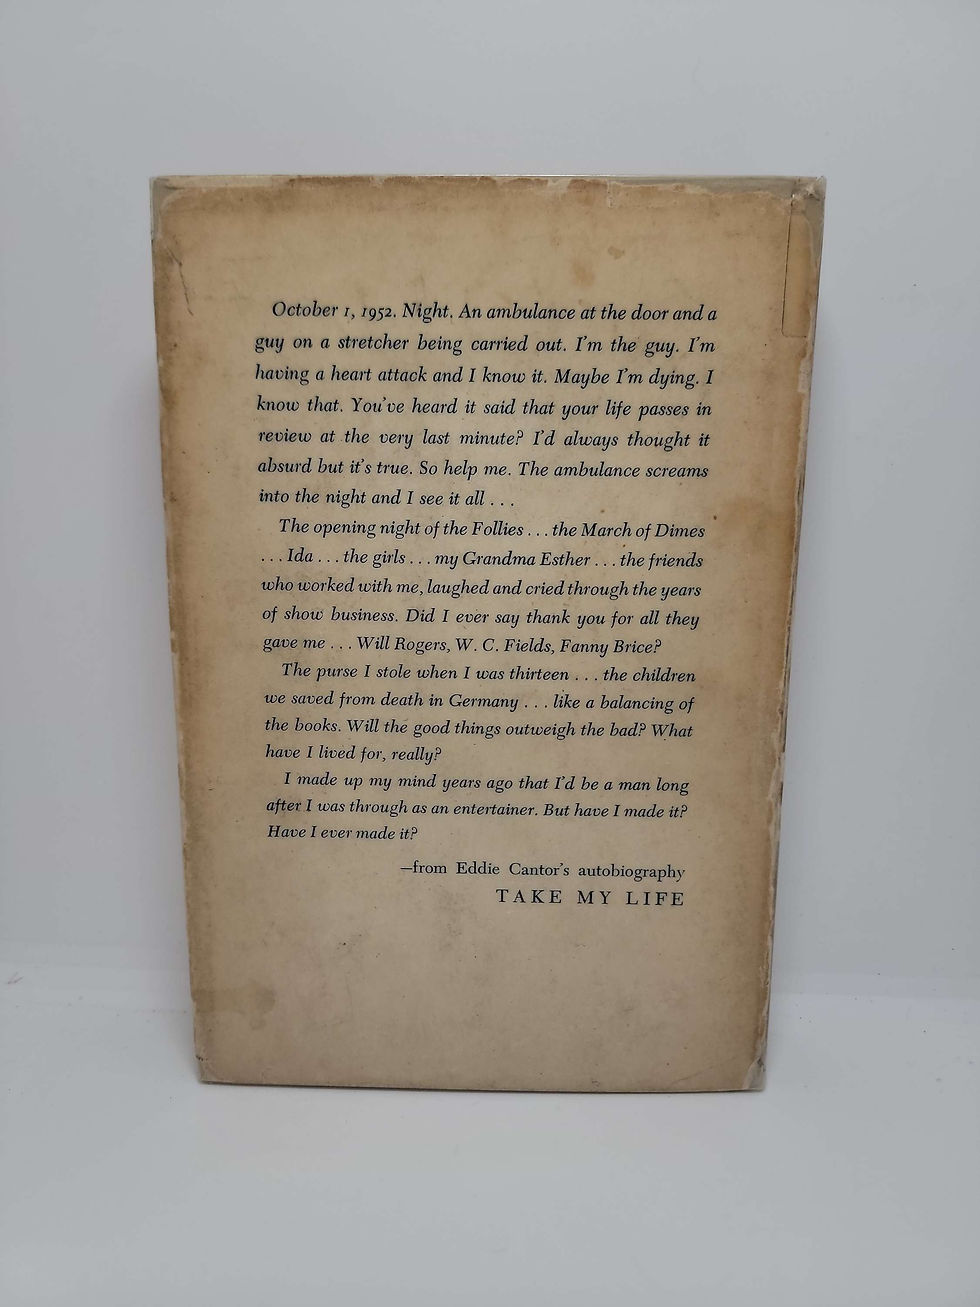 October 1, 1952. Night. An ambulance at the door and a
guy on a stretcher being carried out. I'm the guy. I'm
having a heart attack and I know it. Maybe I'm dying. I
know that. You've heard it said that your life passes in
review at the very last minute? I'd always thought it
absurd but it's true. So help me. The ambulance screams
into the night and I see it all . . .
The opening night of the Follies . . . the March of Dimes
. . . Ida . . . the girls . . . my Grandma Esther . . . the friends
who worked with me, laughed and cried through the years
of show business. Did I ever say thank you for all they
gave me . . . Will Rogers, W. C. Fields, Fanny Brice?
The purse I stole when I was thirteen . . . the children
we saved from death in Germany . . . like a balancing of
the books. Will the good things outweigh the bad? What
have I lived for, really?
I made up my mind years ago that I'd be a man long
after I was through as an entertainer. But have I made it?
Have I ever made it?
—from Eddie Cantor's autobiography
TAKE MY LIFE